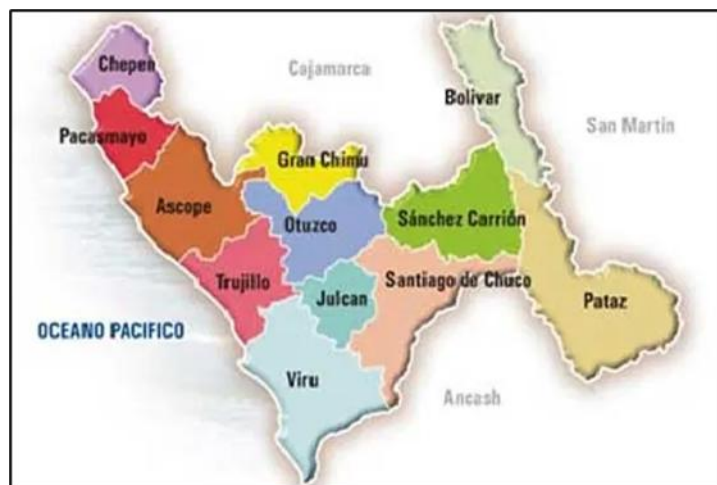 Chepen
Cajamarca
Bolivar
San Martin
Pacasmayo
Gran Chimu
Ascope
Otuzco
Sánchez Carrión
Trujillo
Julcan
Santiago de Chuco
Pataz
OCEANO PACIFICO
Viru
Ancash